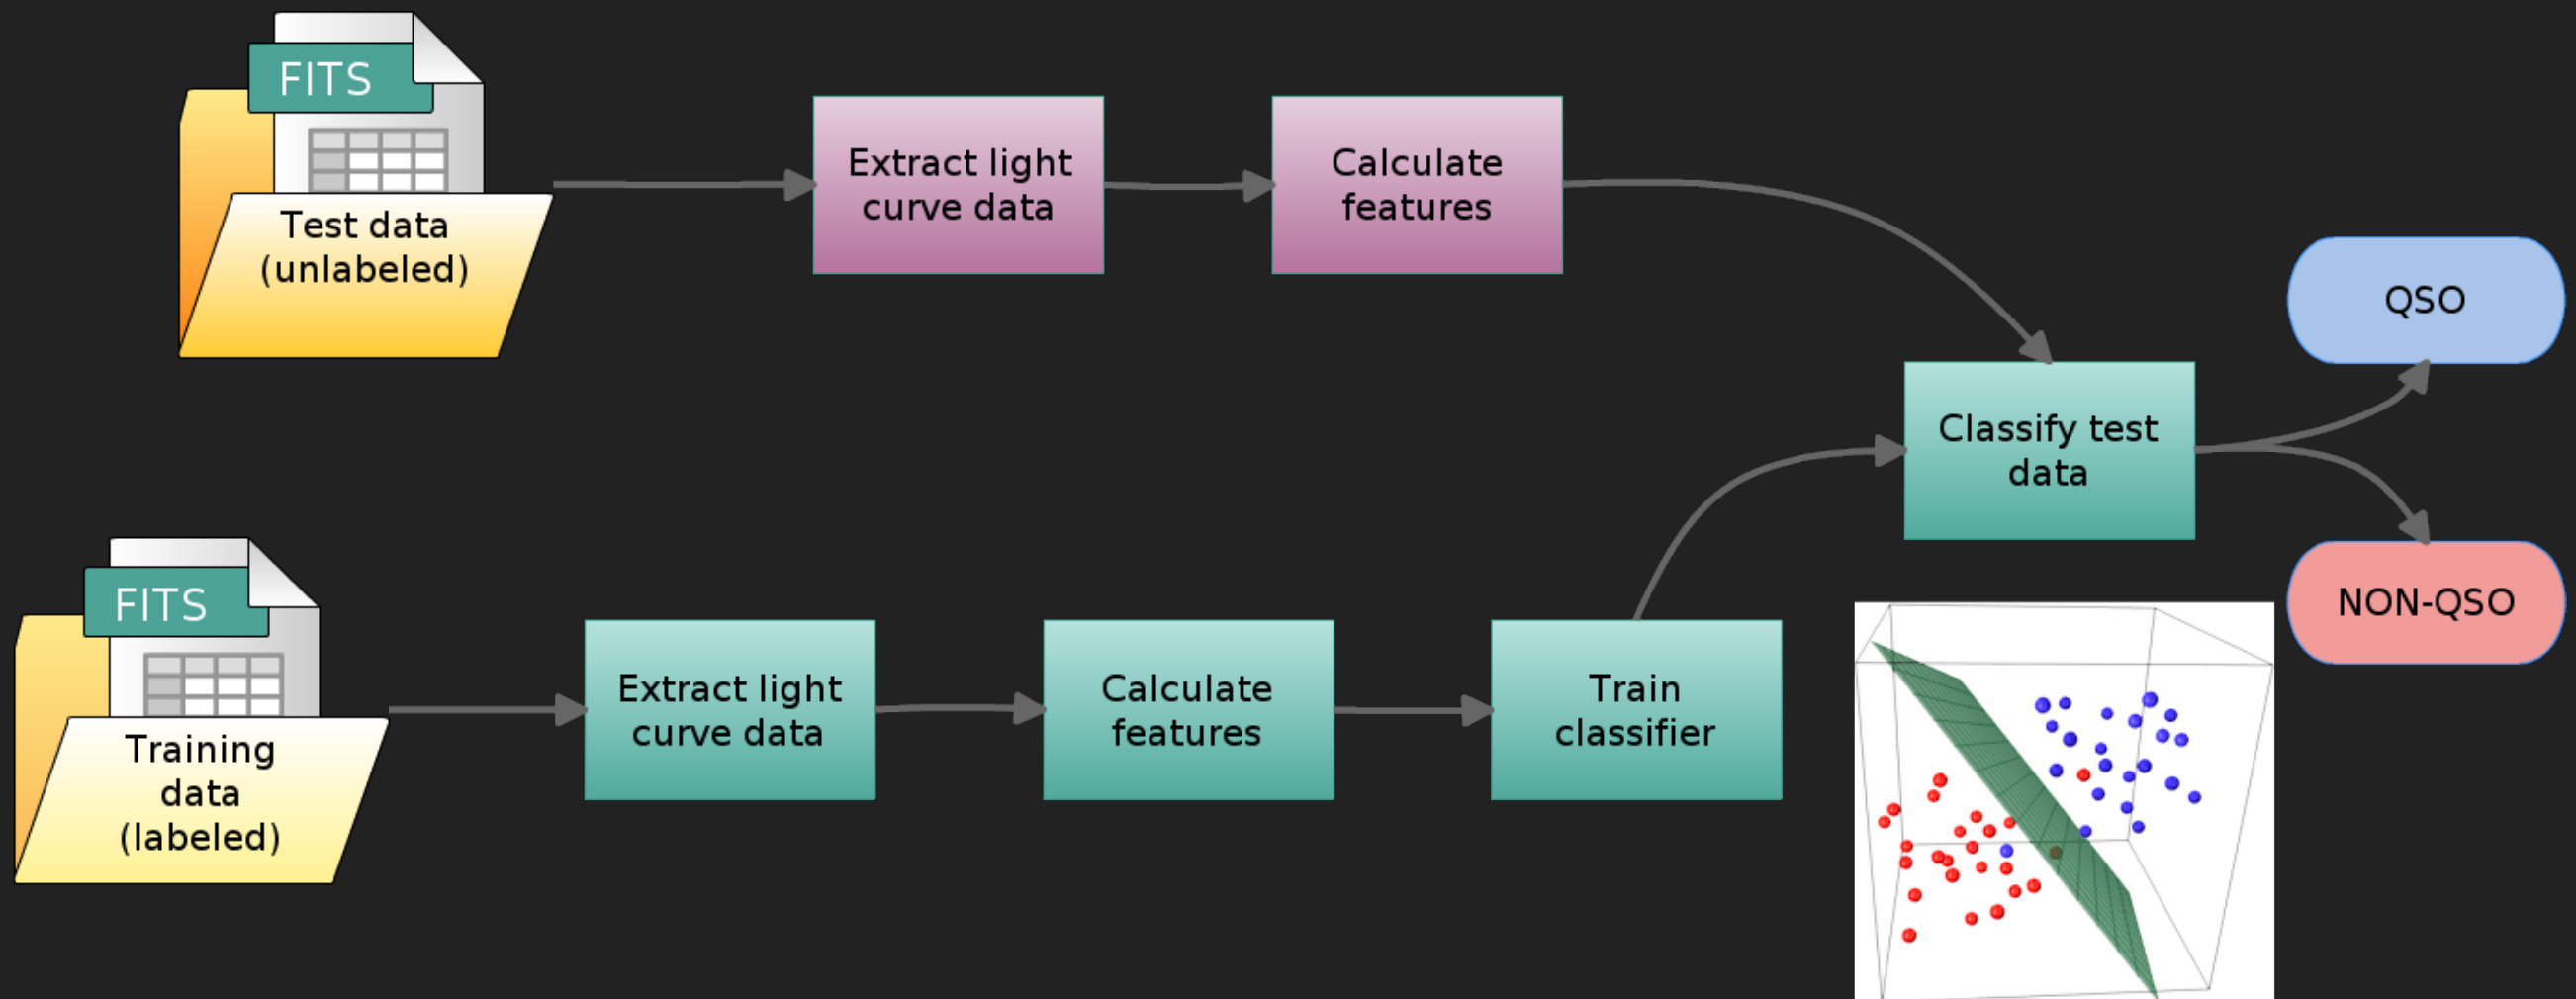 FITS
Test data
(unlabeled)
Extract light
curve data
Calculate
features
QSO
Classify test
data
NON-QSO
FITS
Training
data
(labeled)
Extract light
curve data
Calculate
features
Train
classifier